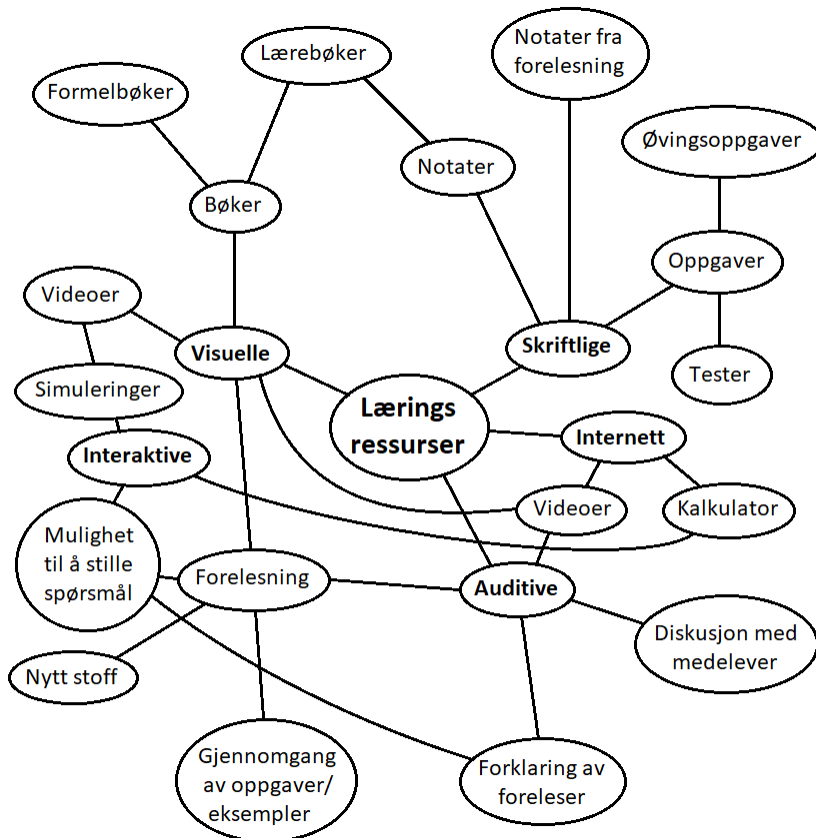 Lærebøker
Notater fra
forelesning
Formelbøker
Øvingsoppgaver
Notater
Bøker
Oppgaver
Videoer
Visuelle
Skriftlige
Tester
Simuleringer
Lærings
ressurser
Internett
Interaktive
Videoer
Kalkulator
Mulighet
til å stille
spørsmål
Forelesning
Auditive
Diskusjon med
medelever
Nytt stoff
Gjennomgang
av oppgaver/
eksempler
Forklaring av
foreleser